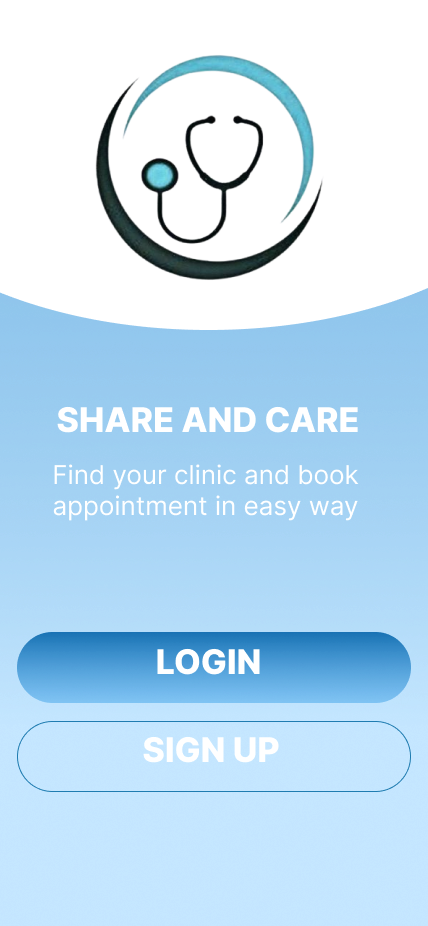 SHARE AND CARE
Find your clinic and book
appointment in easy way
LOGIN
SIGN UP